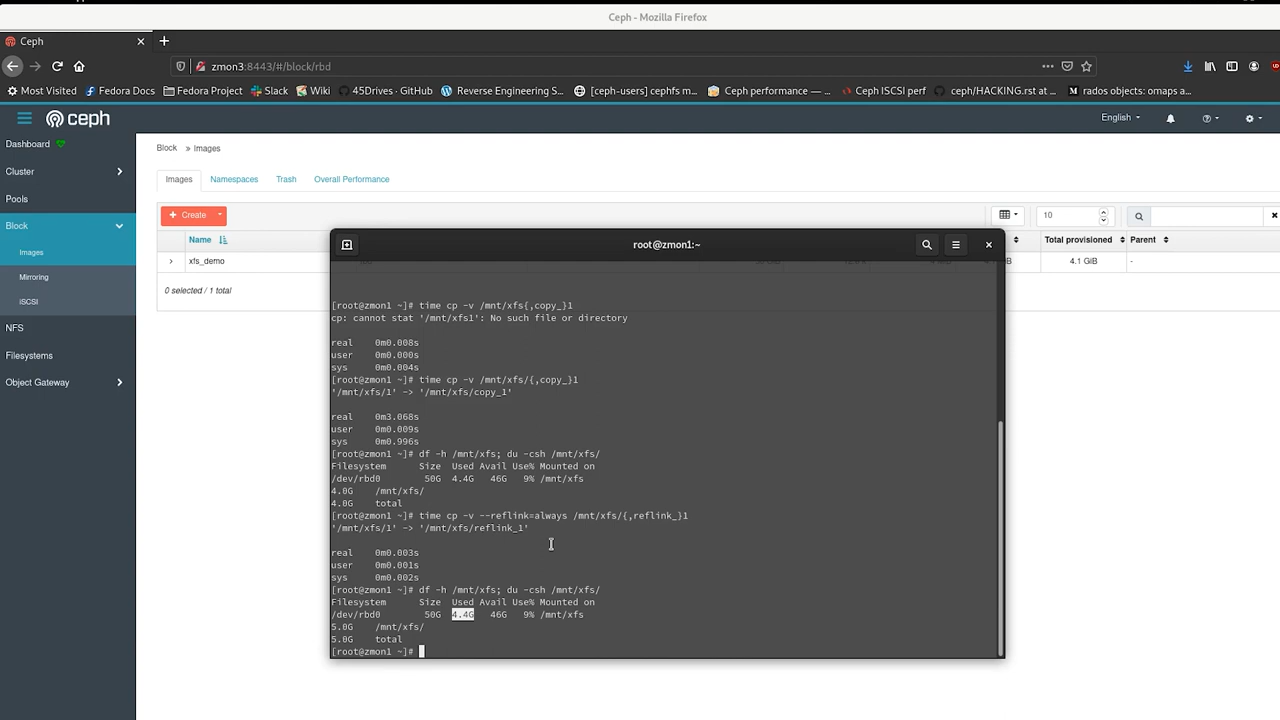 Ceph - Mozilla Firefox
Ceph
zmon3:8443/#/block/rbd
Most Visited Fedora Docs Fedora Project Slack Wiki 45Drives · GitHub Reverse Engineering S… [ceph-users] cephfs m… Ceph performance —… Ceph ISCSI perf ceph/HACKING.rst at … rados objects: omaps a…
ceph
English
Dashboard
Cluster
Pools
Block
Images
Mirroring
iSCSI
NFS
Filesystems
Object Gateway
Block » Images
Images Namespaces Trash Overall Performance
+ Create
10
Name
Total provisioned Parent
xfs_demo
4.1 GiB -
0 selected / 1 total
root@zmon1:~
[root@zmon1 ~]# time cp -v /mnt/xfs{,copy_}1
cp: cannot stat '/mnt/xfs1': No such file or directory
real 0m0.008s
user 0m0.000s
sys 0m0.004s
[root@zmon1 ~]# time cp -v /mnt/xfs/{,copy_}1
'/mnt/xfs/1' -> '/mnt/xfs/copy_1'
real 0m3.068s
user 0m0.009s
sys 0m0.996s
[root@zmon1 ~]# df -h /mnt/xfs; du -csh /mnt/xfs/
Filesystem Size Used Avail Use% Mounted on
/dev/rbd0 50G 4.4G 46G 9% /mnt/xfs
4.0G /mnt/xfs/
4.0G total
[root@zmon1 ~]# time cp -v --reflink=always /mnt/xfs/{,reflink_}1
'/mnt/xfs/1' -> '/mnt/xfs/reflink_1'
real 0m0.003s
user 0m0.001s
sys 0m0.002s
[root@zmon1 ~]# df -h /mnt/xfs; du -csh /mnt/xfs/
Filesystem Size Used Avail Use% Mounted on
/dev/rbd0 50G 4.4G 46G 9% /mnt/xfs
5.0G /mnt/xfs/
5.0G total
[root@zmon1 ~]#